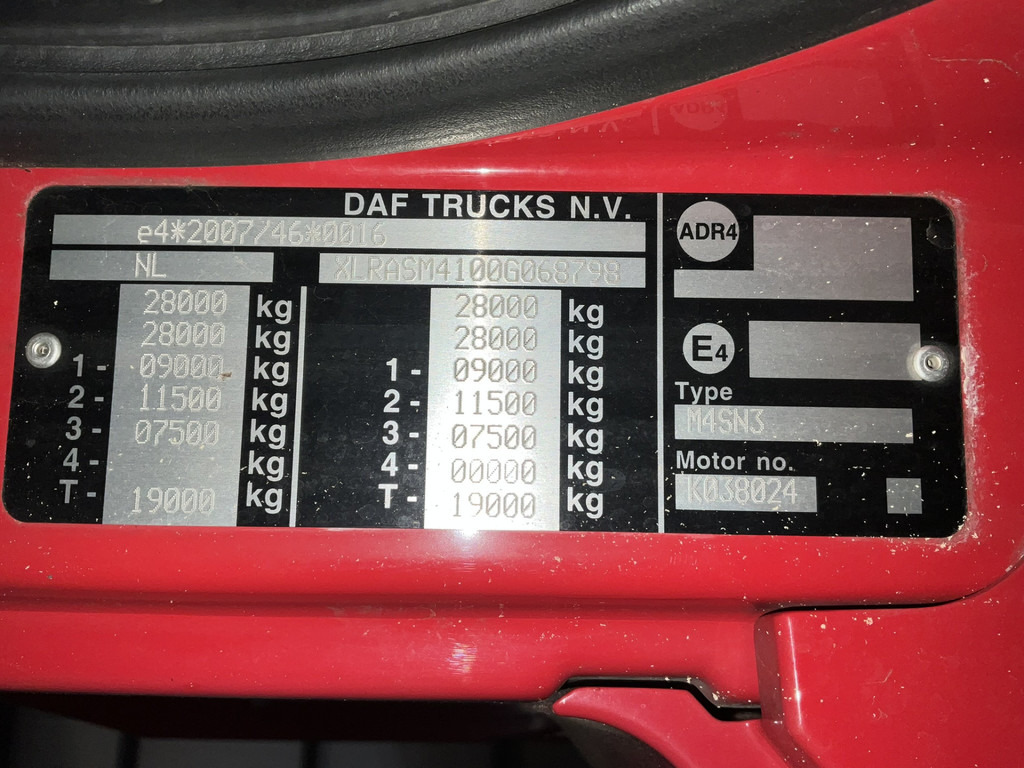 DAF TRUCKS N.V.
e4*2007/46*0016
NL XLRASM4100G068798
28000 kg 28000 kg
28000 kg 28000 kg
1- 09000 kg 1- 09000 kg
2- 11500 kg 2- 11500 kg
3- 07500 kg 3- 07500 kg
4- kg 4- 00000 kg
T- 19000 kg T- 19000 kg
ADR4
E4
Type
M4SN3
Motor no.
K038024